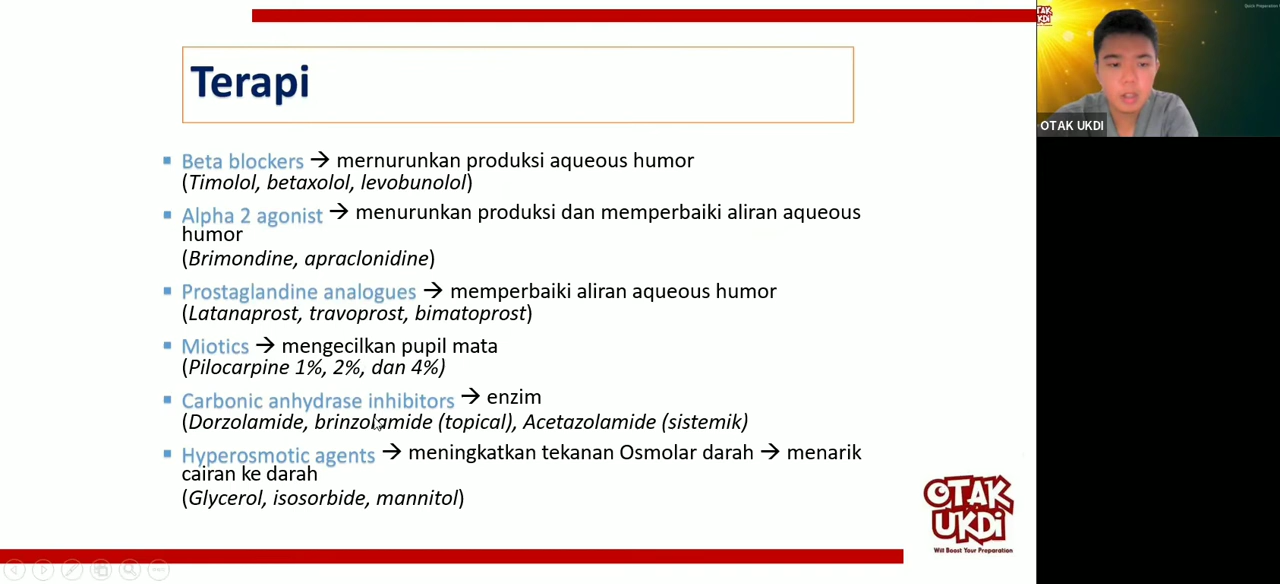 Terapi
Beta blockers → mernurunkan produksi aqueous humor
(Timolol, betaxolol, levobunolol)
Alpha 2 agonist → menurunkan produksi dan memperbaiki aliran aqueous
humor
(Brimondine, apraclonidine)
Prostaglandine analogues → memperbaiki aliran aqueous humor
(Latanaprost, travoprost, bimatoprost)
Miotics → mengecilkan pupil mata
(Pilocarpine 1%, 2%, dan 4%)
Carbonic anhydrase inhibitors → enzim
(Dorzolamide, brinzolamide (topical), Acetazolamide (sistemik)
Hyperosmotic agents → meningkatkan tekanan Osmolar darah → menarik
cairan ke darah
(Glycerol, isosorbide, mannitol)
OTAK
UKDI
Will Boost Your Preparation
OTAK UKDI